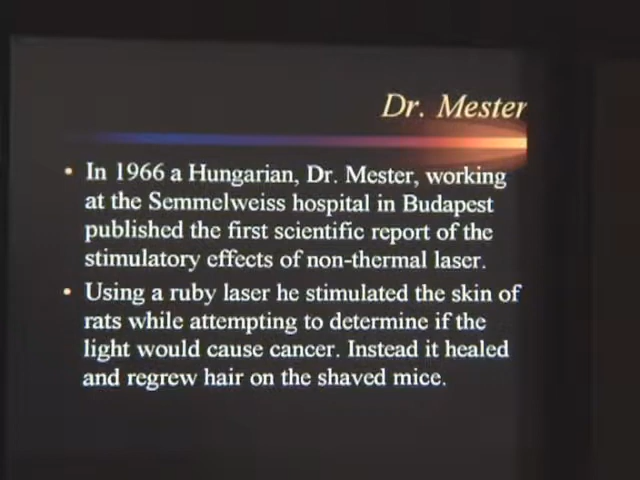 Dr. Mester
• In 1966 a Hungarian, Dr. Mester, working
at the Semmelweiss hospital in Budapest
published the first scientific report of the
stimulatory effects of non-thermal laser.
• Using a ruby laser he stimulated the skin of
rats while attempting to determine if the
light would cause cancer. Instead it healed
and regrew hair on the shaved mice.